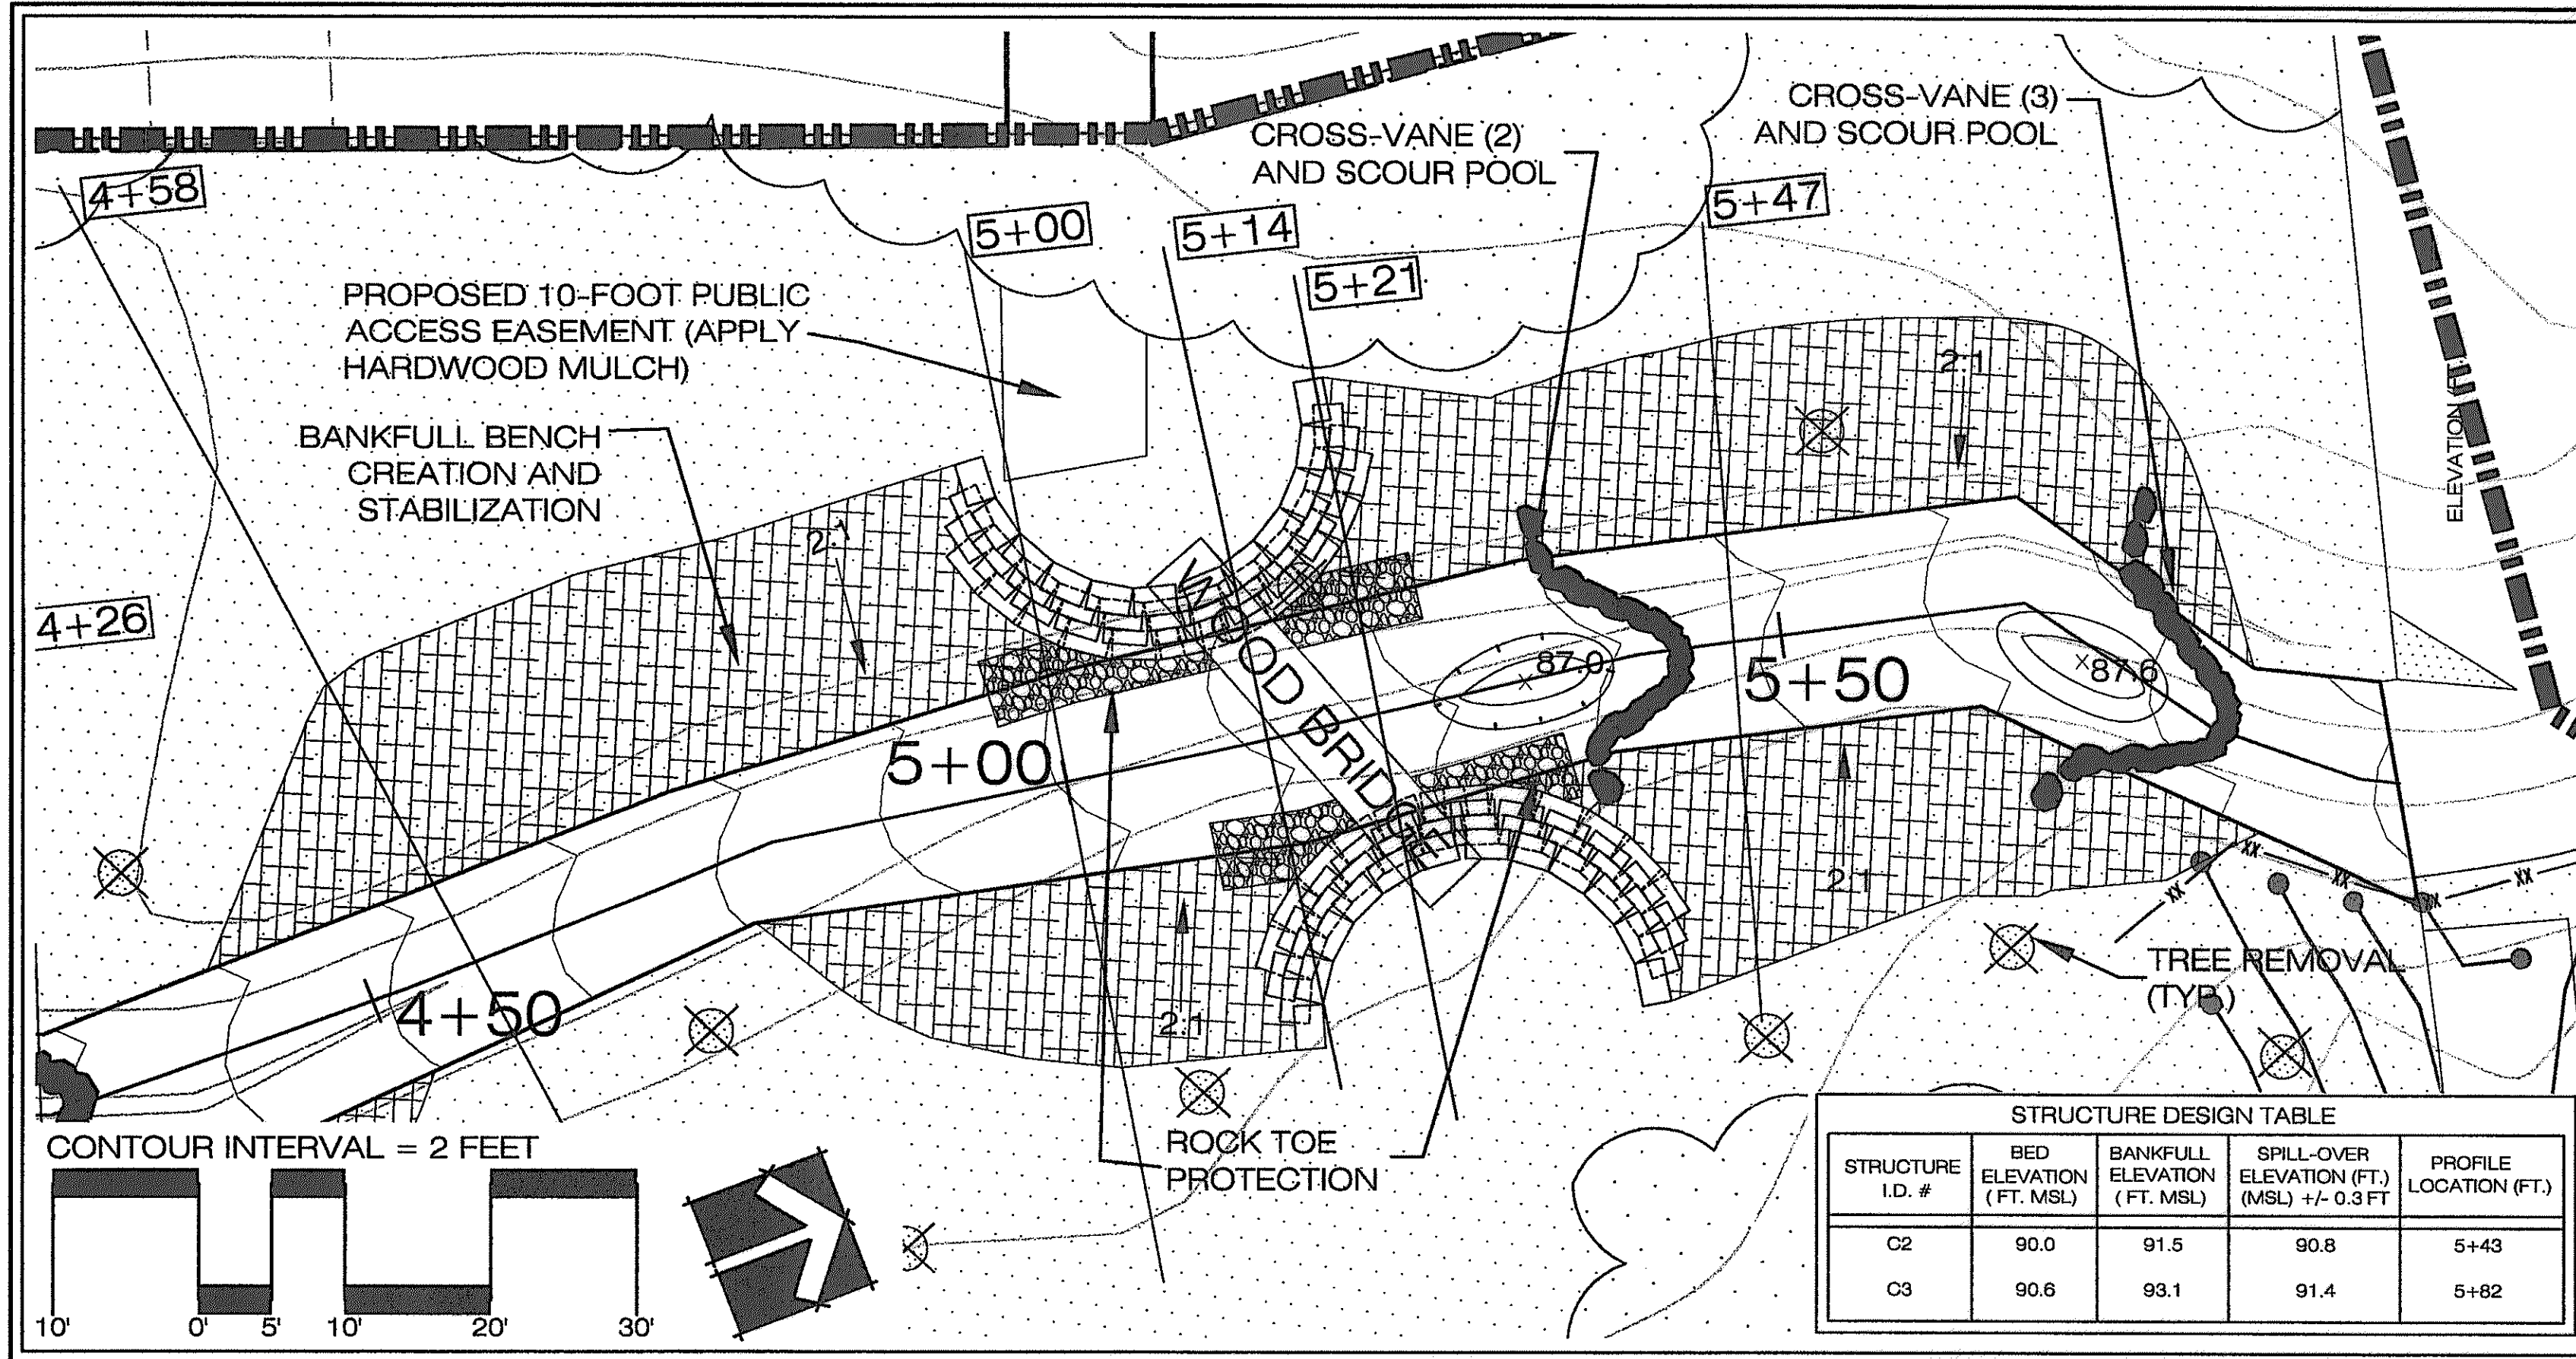 CROSS-VANE (3)
AND SCOUR POOL
CROSS-VANE (2)
AND SCOUR POOL
4+58
5+00
5+14
5+47
5+21
PROPOSED 10-FOOT PUBLIC
ACCESS EASEMENT (APPLY
HARDWOOD MULCH)
2:1
ELEVATION (FT.
BANKFULL BENCH
CREATION AND
STABILIZATION
2:1
4+26
WOOD BRIDGE
87.0
5+50
87.6
5+00
2:1
XX
XX
XX
XX
XX
4+50
2:1
TREE REMOVAL
(TYP.)
ROCK TOE
PROTECTION
CONTOUR INTERVAL = 2 FEET
10' 0' 5' 10' 20' 30'
STRUCTURE DESIGN TABLE
STRUCTURE I.D. # BED ELEVATION ( FT. MSL) BANKFULL ELEVATION ( FT. MSL) SPILL-OVER ELEVATION (FT.) (MSL) +/- 0.3 FT PROFILE LOCATION (FT.)
C2 90.0 91.5 90.8 5+43
C3 90.6 93.1 91.4 5+82